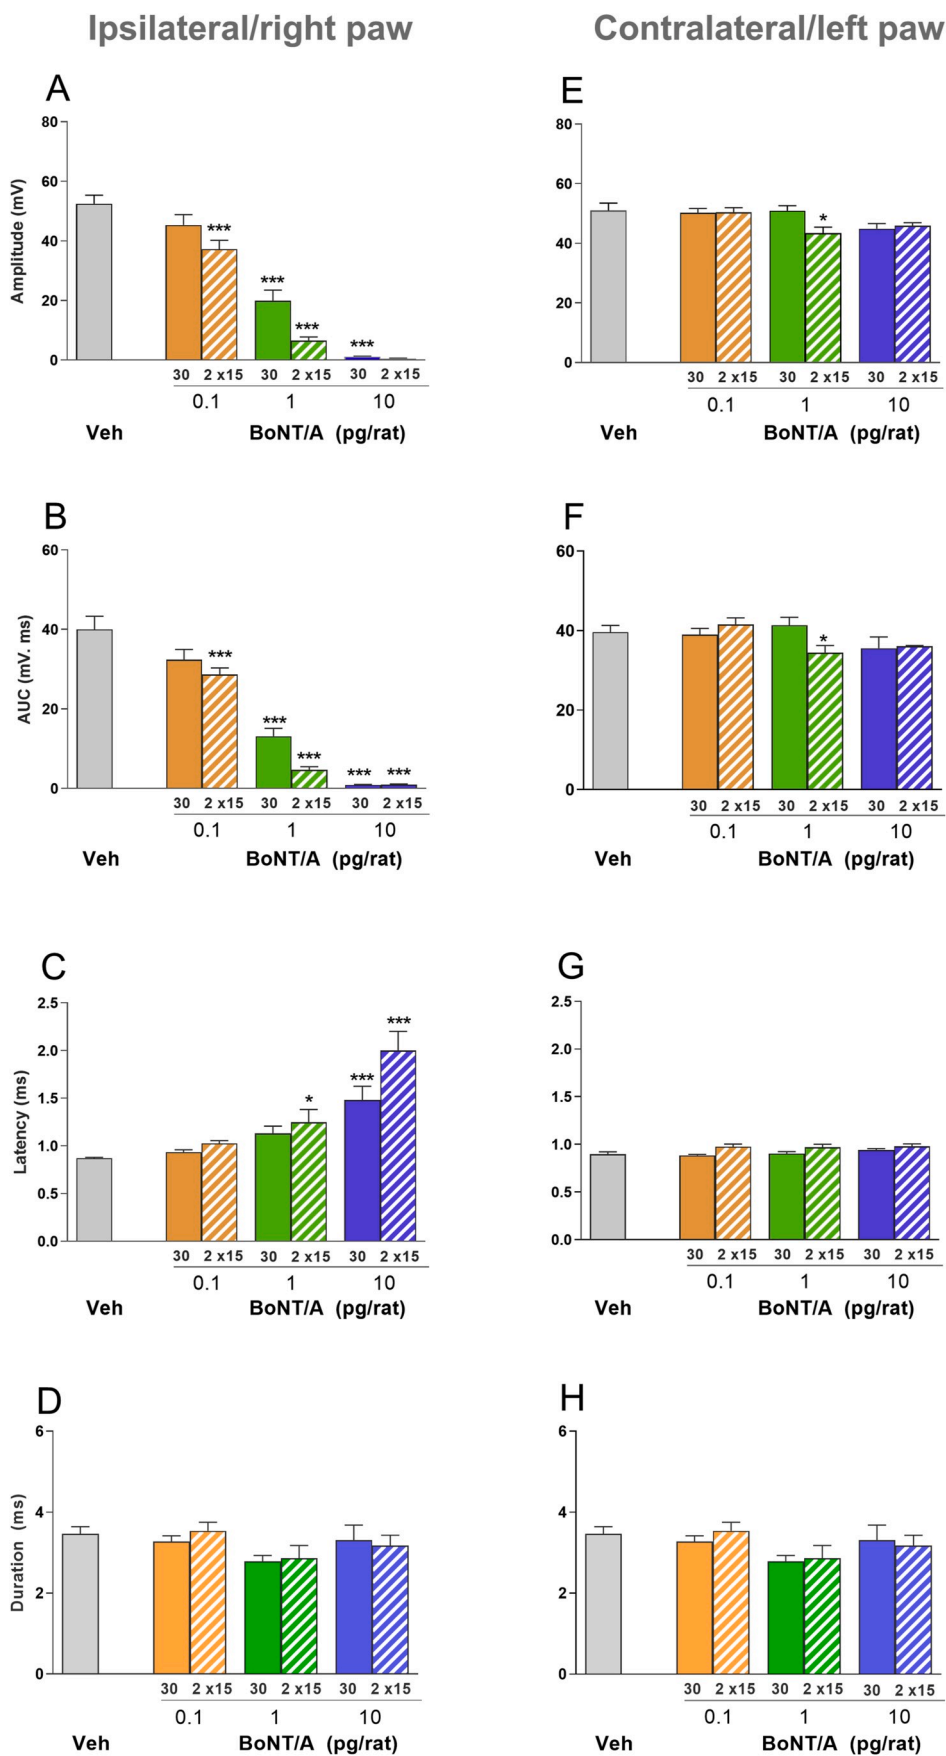 Ipsilateral/right paw
Contralateral/left paw
A
80
60
40
20
0
Amplitude (mV)
***
***
***
***
30 2 x15 30 2 x15 30 2 x15
0.1 1 10
Veh BoNT/A (pg/rat)
E
80
60
40
20
0
*
30 2 x15 30 2 x15 30 2 x15
0.1 1 10
Veh BoNT/A (pg/rat)
B
60
40
20
0
AUC (mV. ms)
***
***
***
*** ***
30 2 x15 30 2 x15 30 2 x15
0.1 1 10
Veh BoNT/A (pg/rat)
F
60
40
20
0
*
30 2 x15 30 2 x15 30 2 x15
0.1 1 10
Veh BoNT/A (pg/rat)
C
2.5
2.0
1.5
1.0
0.5
0.0
Latency (ms)
***
***
*
30 2 x15 30 2 x15 30 2 x15
0.1 1 10
Veh BoNT/A (pg/rat)
G
2.5
2.0
1.5
1.0
0.5
0.0
30 2 x15 30 2 x15 30 2 x15
0.1 1 10
Veh BoNT/A (pg/rat)
D
6
4
2
0
Duration (ms)
30 2 x15 30 2 x15 30 2 x15
0.1 1 10
Veh BoNT/A (pg/rat)
H
6
4
2
0
30 2 x15 30 2 x15 30 2 x15
0.1 1 10
Veh BoNT/A (pg/rat)